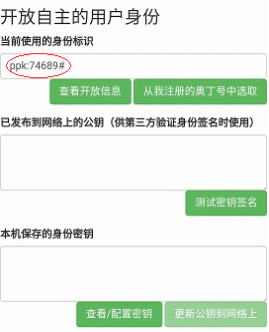 开放自主的用户身份
当前使用的身份标识
ppk:74689#
查看开放信息 从我注册的奥丁号中选取
已发布到网络上的公钥（供第三方验证身份签名时使用）
测试密钥签名
本机保存的身份密钥
查看/配置密钥 更新公钥到网络上